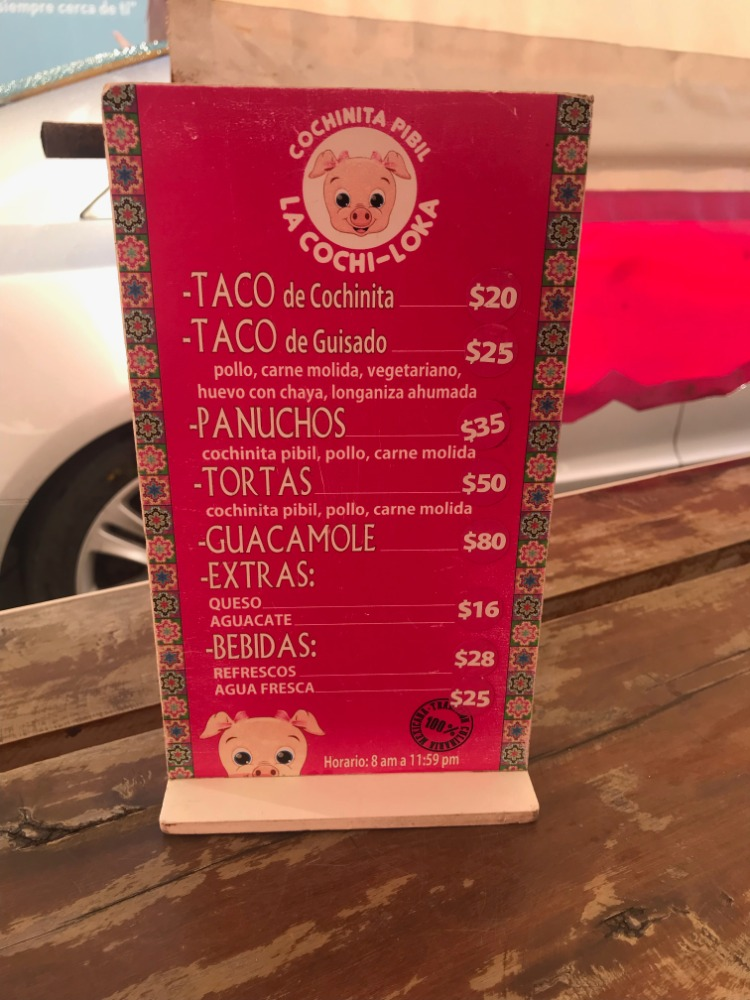 siempre cerca de ti"
COCHINITA PIBIL
LA COCHI-LOKA
-TACO de Cochinita $20
-TACO de Guisado $25
pollo, carne molida, vegetariano,
huevo con chaya, longaniza ahumada
-PANUCHOS $35
cochinita pibil, pollo, carne molida
-TORTAS $50
cochinita pibil, pollo, carne molida
-GUACAMOLE $80
-EXTRAS:
QUESO
AGUACATE $16
-BEBIDAS:
REFRESCOS $28
AGUA FRESCA $25
100%
Horario: 8 am a 11:59 pm